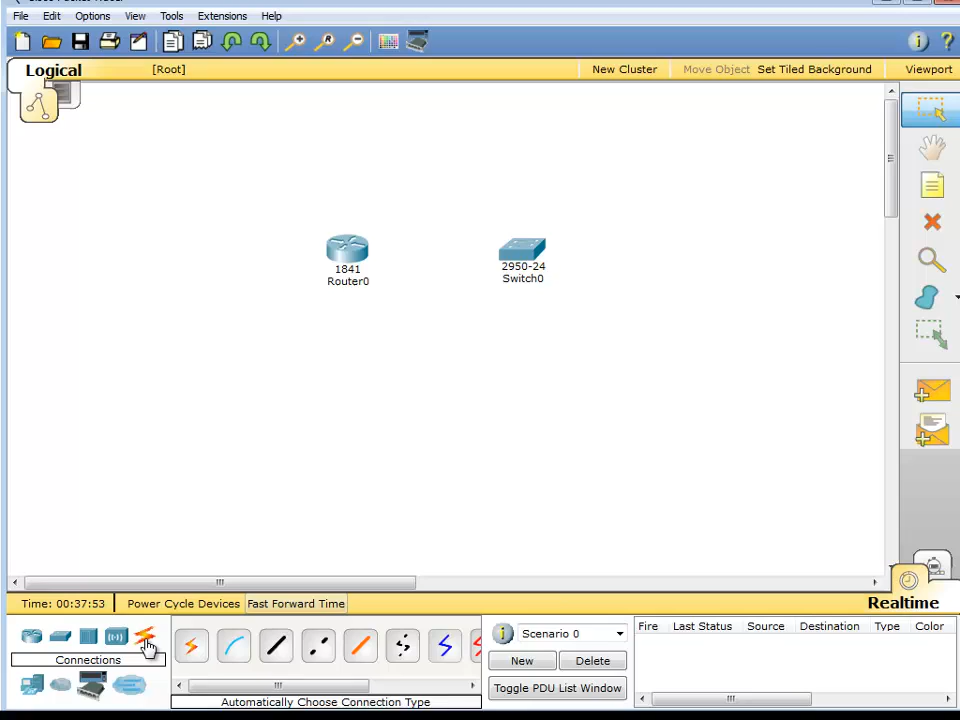 File Edit Options View Tools Extensions Help
Logical [Root] New Cluster Move Object Set Tiled Background Viewport
1841
Router0
2950-24
Switch0
Time: 00:37:53 Power Cycle Devices Fast Forward Time Realtime
Connections
Automatically Choose Connection Type
Scenario 0
New Delete
Toggle PDU List Window
Fire Last Status Source Destination Type Color